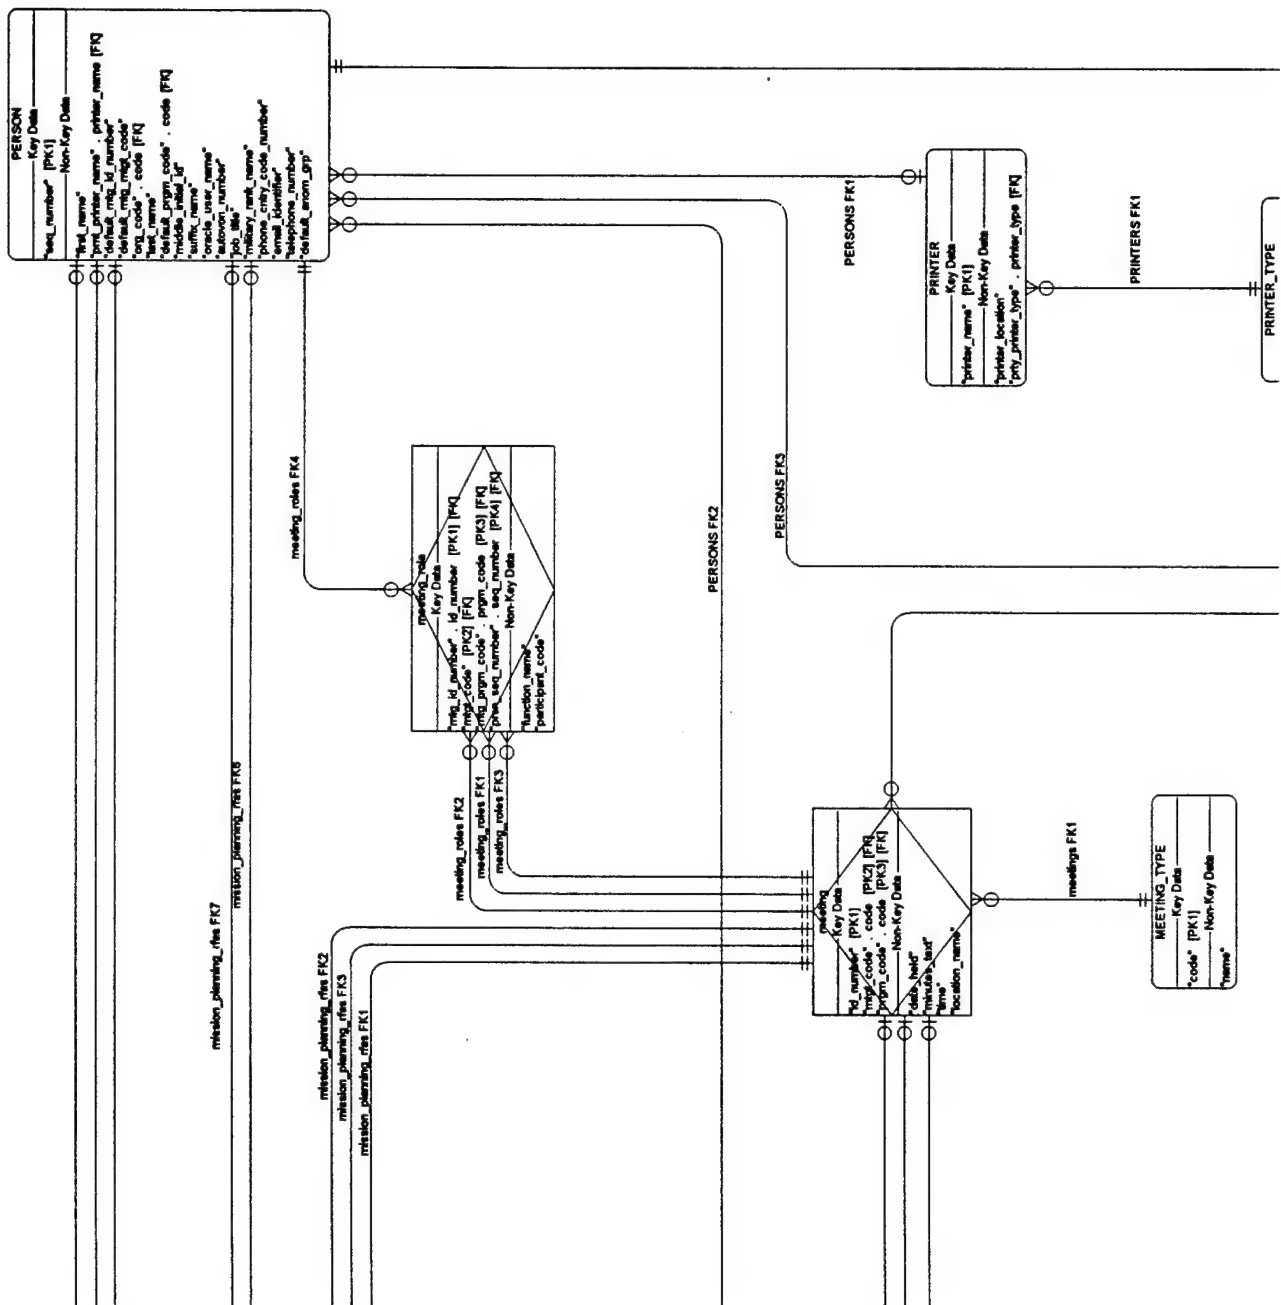 PERSON
Key Data
"seq_number" [PK1]
Non-Key Data
"first_name"
"prnt_printer_name" . printer_name [FK]
"default_mtg_id_number"
"default_mtg_mtgt_code"
"org_code" . code [FK]
"last_name"
"default_prgm_code" . code [FK]
"middle_initial_id"
"suffix_name"
"oracle_user_name"
"autovon_number"
"job_title"
"military_rank_name"
"phone_cntry_code_number"
"email_identifier"
"telephone_number"
"default_anom_grp"
PERSONS FK1
PRINTER
Key Data
"printer_name" [PK1]
Non-Key Data
"printer_location"
"prty_printer_type" . printer_type [FK]
PRINTERS FK1
PRINTER_TYPE
meeting_roles FK4
meeting_role
Key Data
"mtg_id_number" . id_number [PK1] [FK]
"mtgt_code" [PK2] [FK]
"mtg_prgm_code" . prgm_code [PK3] [FK]
"prsn_seq_number" . seq_number [PK4] [FK]
Non-Key Data
"function_name"
"participant_code"
PERSONS FK2
PERSONS FK3
meeting_roles FK2
meeting_roles FK1
meeting_roles FK3
mission_planning_rfes FK7
mission_planning_rfes FK6
mission_planning_rfes FK2
mission_planning_rfes FK3
mission_planning_rfes FK1
meeting
Key Data
"id_number" [PK1]
"mtgt_code" . code [PK2] [FK]
"prgm_code" . code [PK3] [FK]
Non-Key Data
"date_held"
"minutes_text"
"time"
"location_name"
meetings FK1
MEETING_TYPE
Key Data
"code" [PK1]
Non-Key Data
"name"